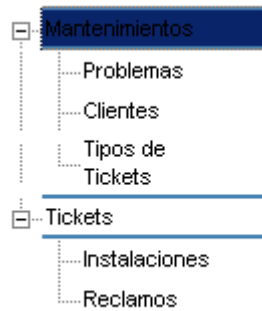 Mantenimientos
Problemas
Clientes
Tipos de
Tickets
Tickets
Instalaciones
Reclamos